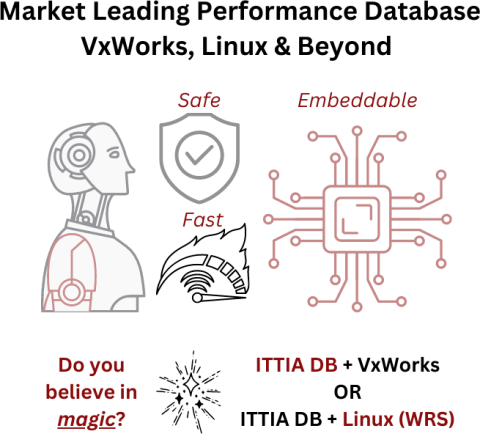 Market Leading Performance Database
VxWorks, Linux & Beyond
Safe
Embeddable
Fast
Do you
believe in
magic?
ITTIA DB + VxWorks
OR
ITTIA DB + Linux (WRS)